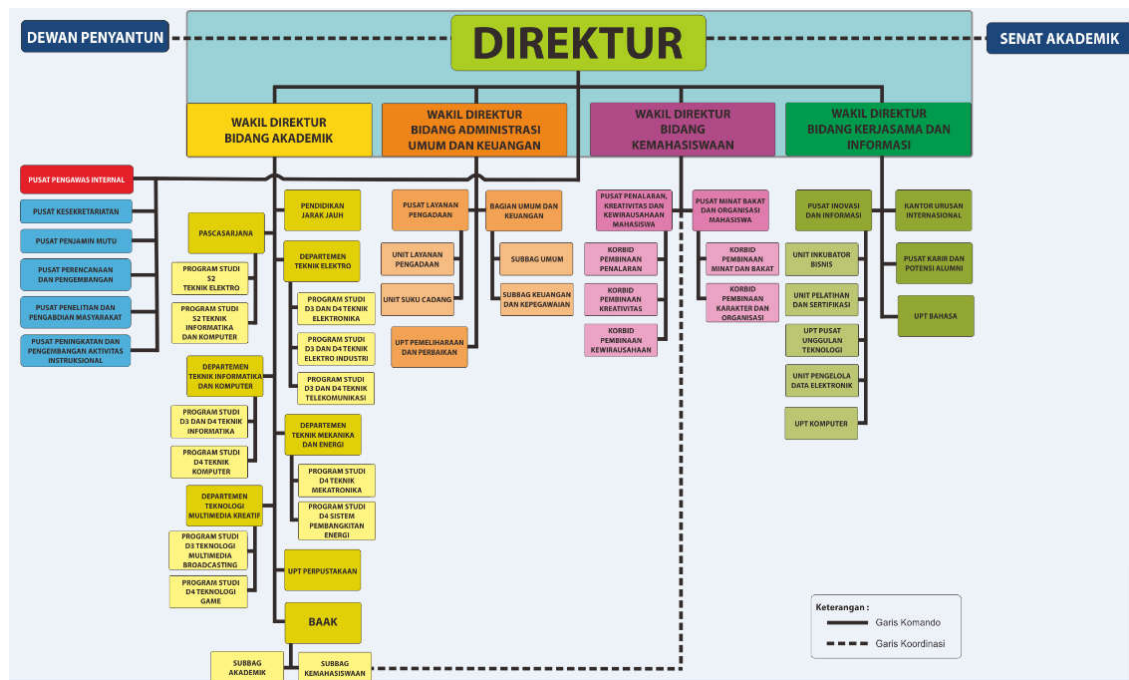 DEWAN PENYANTUN
DIREKTUR
SENAT AKADEMIK
WAKIL DIREKTUR
BIDANG AKADEMIK
WAKIL DIREKTUR
BIDANG ADMINISTRASI
UMUM DAN KEUANGAN
WAKIL DIREKTUR
BIDANG
KEMAHASISWAAN
WAKIL DIREKTUR
BIDANG KERJASAMA DAN
INFORMASI
PUSAT PENGAWAS INTERNAL
PUSAT KESEKRETARIATAN
PUSAT PENJAMIN MUTU
PUSAT PERENCANAAN
DAN PENGEMBANGAN
PUSAT PENELITIAN DAN
PENGABDIAN MASYARAKAT
PUSAT PENINGKATAN DAN
PENGEMBANGAN AKTIVITAS
INSTRUKSIONAL
PASCASARJANA
PROGRAM STUDI
S2
TEKNIK ELEKTRO
PROGRAM STUDI
S2 TEKNIK
INFORMATIKA
DAN KOMPUTER
DEPARTEMEN
TEKNIK INFORMATIKA
DAN KOMPUTER
PROGRAM STUDI
D3 DAN D4 TEKNIK
INFORMATIKA
PROGRAM STUDI
D4 TEKNIK
KOMPUTER
DEPARTEMEN
TEKNOLOGI
MULTIMEDIA KREATIF
PROGRAM STUDI
D3 TEKNOLOGI
MULTIMEDIA
BROADCASTING
PROGRAM STUDI
D4 TEKNOLOGI
GAME
PENDIDIKAN
JARAK JAUH
DEPARTEMEN
TEKNIK ELEKTRO
PROGRAM STUDI
D3 DAN D4 TEKNIK
ELEKTRONIKA
PROGRAM STUDI
D3 DAN D4 TEKNIK
ELEKTRO INDUSTRI
PROGRAM STUDI
D3 DAN D4 TEKNIK
TELEKOMUNIKASI
DEPARTEMEN
TEKNIK MEKANIKA
DAN ENERGI
PROGRAM STUDI
D4 TEKNIK
MEKATRONIKA
PROGRAM STUDI
D4 SISTEM
PEMBANGKITAN
ENERGI
UPT PERPUSTAKAAN
BAAK
SUBBAG
AKADEMIK
SUBBAG
KEMAHASISWAAN
PUSAT LAYANAN
PENGADAAN
UNIT LAYANAN
PENGADAAN
UNIT SUKU CADANG
UPT PEMELIHARAAN
DAN PERBAIKAN
BAGIAN UMUM DAN
KEUANGAN
SUBBAG UMUM
SUBBAG KEUANGAN
DAN KEPEGAWAIAN
PUSAT PENALARAN,
KREATIVITAS DAN
KEWIRAUSAHAAN
MAHASISWA
KORBID
PEMBINAAN
PENALARAN
KORBID
PEMBINAAN
KREATIVITAS
KORBID
PEMBINAAN
KEWIRAUSAHAAN
PUSAT MINAT BAKAT
DAN ORGANISASI
MAHASISWA
KORBID
PEMBINAAN
MINAT DAN BAKAT
KORBID
PEMBINAAN
KARAKTER DAN
ORGANISASI
PUSAT INOVASI
DAN INFORMASI
UNIT INKUBATOR
BISNIS
UNIT PELATIHAN
DAN SERTIFIKASI
UPT PUSAT
UNGGULAN
TEKNOLOGI
UNIT PENGELOLA
DATA ELEKTRONIK
UPT KOMPUTER
KANTOR URUSAN
INTERNASIONAL
PUSAT KARIR DAN
POTENSI ALUMNI
UPT BAHASA
Keterangan :
Garis Komando
Garis Koordinasi